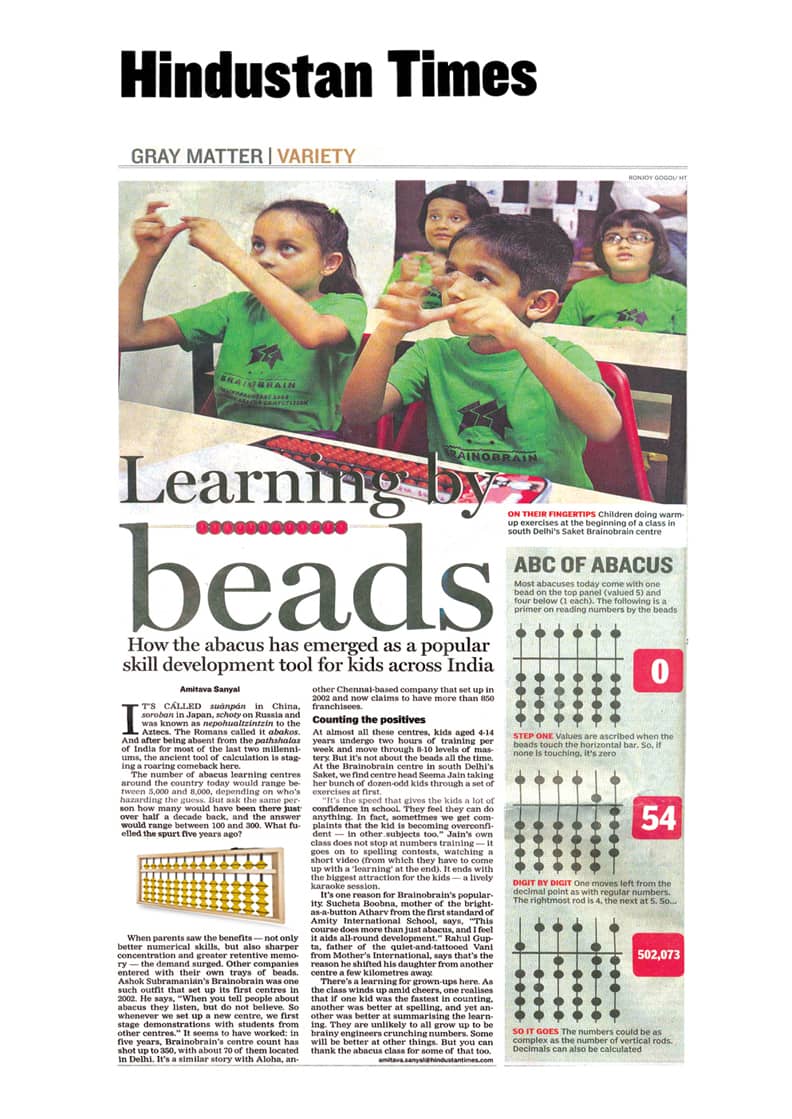 Hindustan Times
GRAY MATTER | VARIETY
RONJOY GOGOI/ HT
BRAINOBRAIN
BRAINOBRAIN
Learning by
beads
How the abacus has emerged as a popular
skill development tool for kids across India
ON THEIR FINGERTIPS Children doing warm-
up exercises at the beginning of a class in
south Delhi's Saket Brainobrain centre
Amitava Sanyal
IT'S CALLED suànpán in China,
soroban in Japan, schoty on Russia and
was known as nepohualtzintzin to the
Aztecs. The Romans called it abakos.
And after being absent from the pathshalas
of India for most of the last two millenni-
ums, the ancient tool of calculation is stag-
ing a roaring comeback here.
The number of abacus learning centres
around the country today would range be-
tween 5,000 and 8,000, depending on who's
hazarding the guess. But ask the same per-
son how many would have been there just
over half a decade back, and the answer
would range between 100 and 300. What fu-
elled the spurt five years ago?
When parents saw the benefits — not only
better numerical skills, but also sharper
concentration and greater retentive memo-
ry — the demand surged. Other companies
entered with their own trays of beads.
Ashok Subramanian's Brainobrain was one
such outfit that set up its first centres in
2002. He says, "When you tell people about
abacus they listen, but do not believe. So
whenever we set up a new centre, we first
stage demonstrations with students from
other centres." It seems to have worked: in
five years, Brainobrain's centre count has
shot up to 350, with about 70 of them located
in Delhi. It's a similar story with Aloha, an-
other Chennai-based company that set up in
2002 and now claims to have more than 850
franchisees.
Counting the positives
At almost all these centres, kids aged 4-14
years undergo two hours of training per
week and move through 8-10 levels of mas-
tery. But it's not about the beads all the time.
At the Brainobrain centre in south Delhi's
Saket, we find centre head Seema Jain taking
her bunch of dozen-odd kids through a set of
exercises at first.
"It's the speed that gives the kids a lot of
confidence in school. They feel they can do
anything. In fact, sometmes we get com-
plaints that the kid is becoming overconfi-
dent — in other subjects too." Jain's own
class does not stop at numbers training — it
goes on to spelling contests, watching a
short video (from which they have to come
up with a 'learning' at the end). It ends with
the biggest attraction for the kids — a lively
karaoke session.
It's one reason for Brainobrain's popular-
ity. Sucheta Boobna, mother of the bright-
as-a-button Atharv from the first standard of
Amity International School, says, "This
course does more than just abacus, and I feel
it aids all-round development." Rahul Gup-
ta, father of the quiet-and-tattooed Vani
from Mother's International, says that's the
reason he shifted his daughter from another
centre a few kilometres away.
There's a learning for grown-ups here. As
the class winds up amid cheers, one realises
that if one kid was the fastest in counting,
another was better at spelling, and yet an-
other was better at summarising the learn-
ing. They are unlikely to all grow up to be
brainy engineers crunching numbers. Some
will be better at other things. But you can
thank the abacus class for some of that too.
amitava.sanyal@hindustantimes.com
ABC OF ABACUS
Most abacuses today come with one
bead on the top panel (valued 5) and
four below (1 each). The following is a
primer on reading numbers by the beads
0
STEP ONE Values are ascribed when the
beads touch the horizontal bar. So, if
none is touching, it's zero
54
DIGIT BY DIGIT One moves left from the
decimal point as with regular numbers.
The rightmost rod is 4, the next at 5. So...
502,073
SO IT GOES The numbers could be as
complex as the number of vertical rods.
Decimals can also be calculated